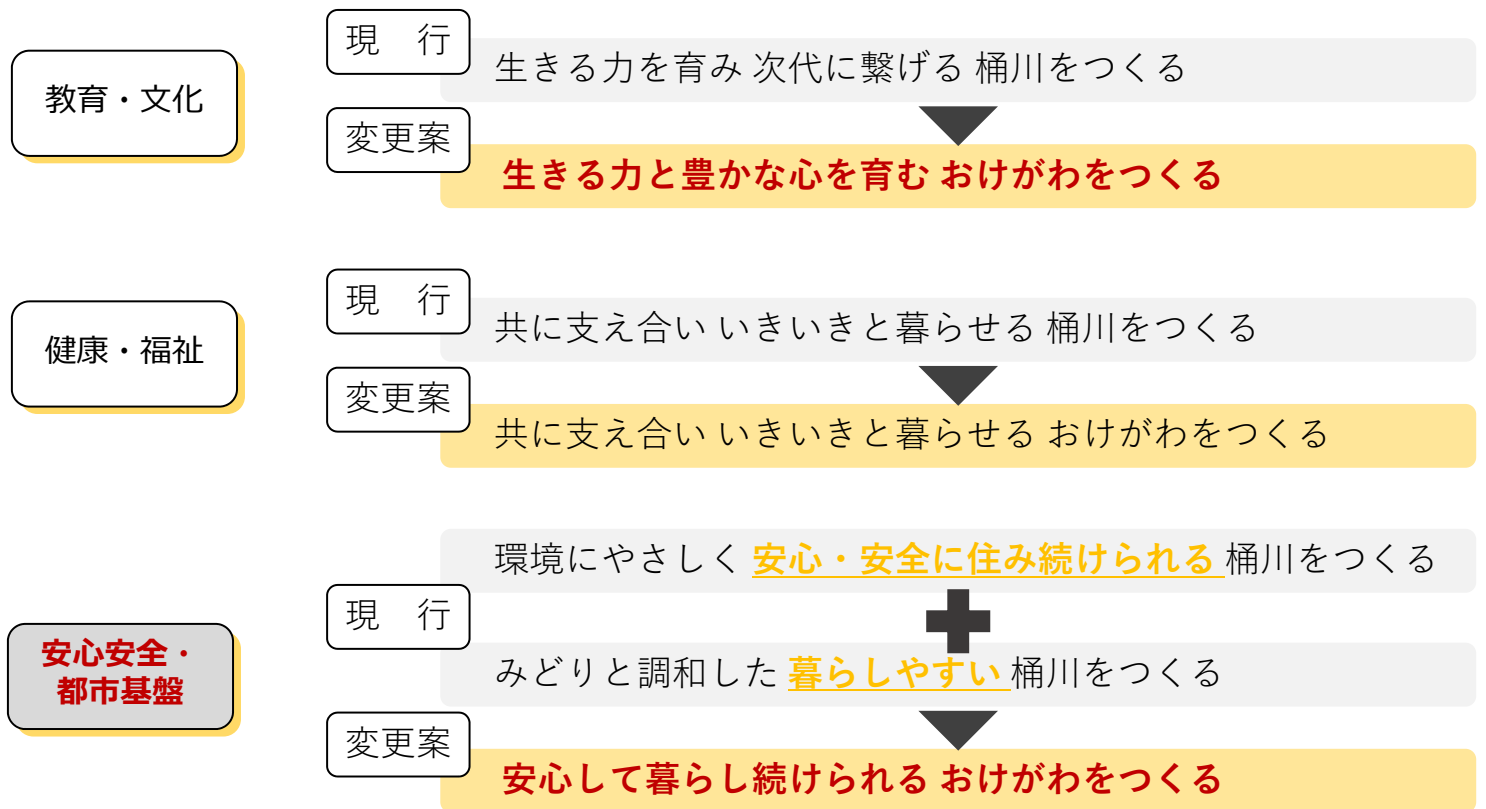 教育・文化
現　行
生きる力を育み 次代に繋げる 桶川をつくる
変更案
生きる力と豊かな心を育む おけがわをつくる
健康・福祉
現　行
共に支え合い いきいきと暮らせる 桶川をつくる
変更案
共に支え合い いきいきと暮らせる おけがわをつくる
安心安全・
都市基盤
現　行
環境にやさしく 安心・安全に住み続けられる 桶川をつくる
みどりと調和した 暮らしやすい 桶川をつくる
変更案
安心して暮らし続けられる おけがわをつくる